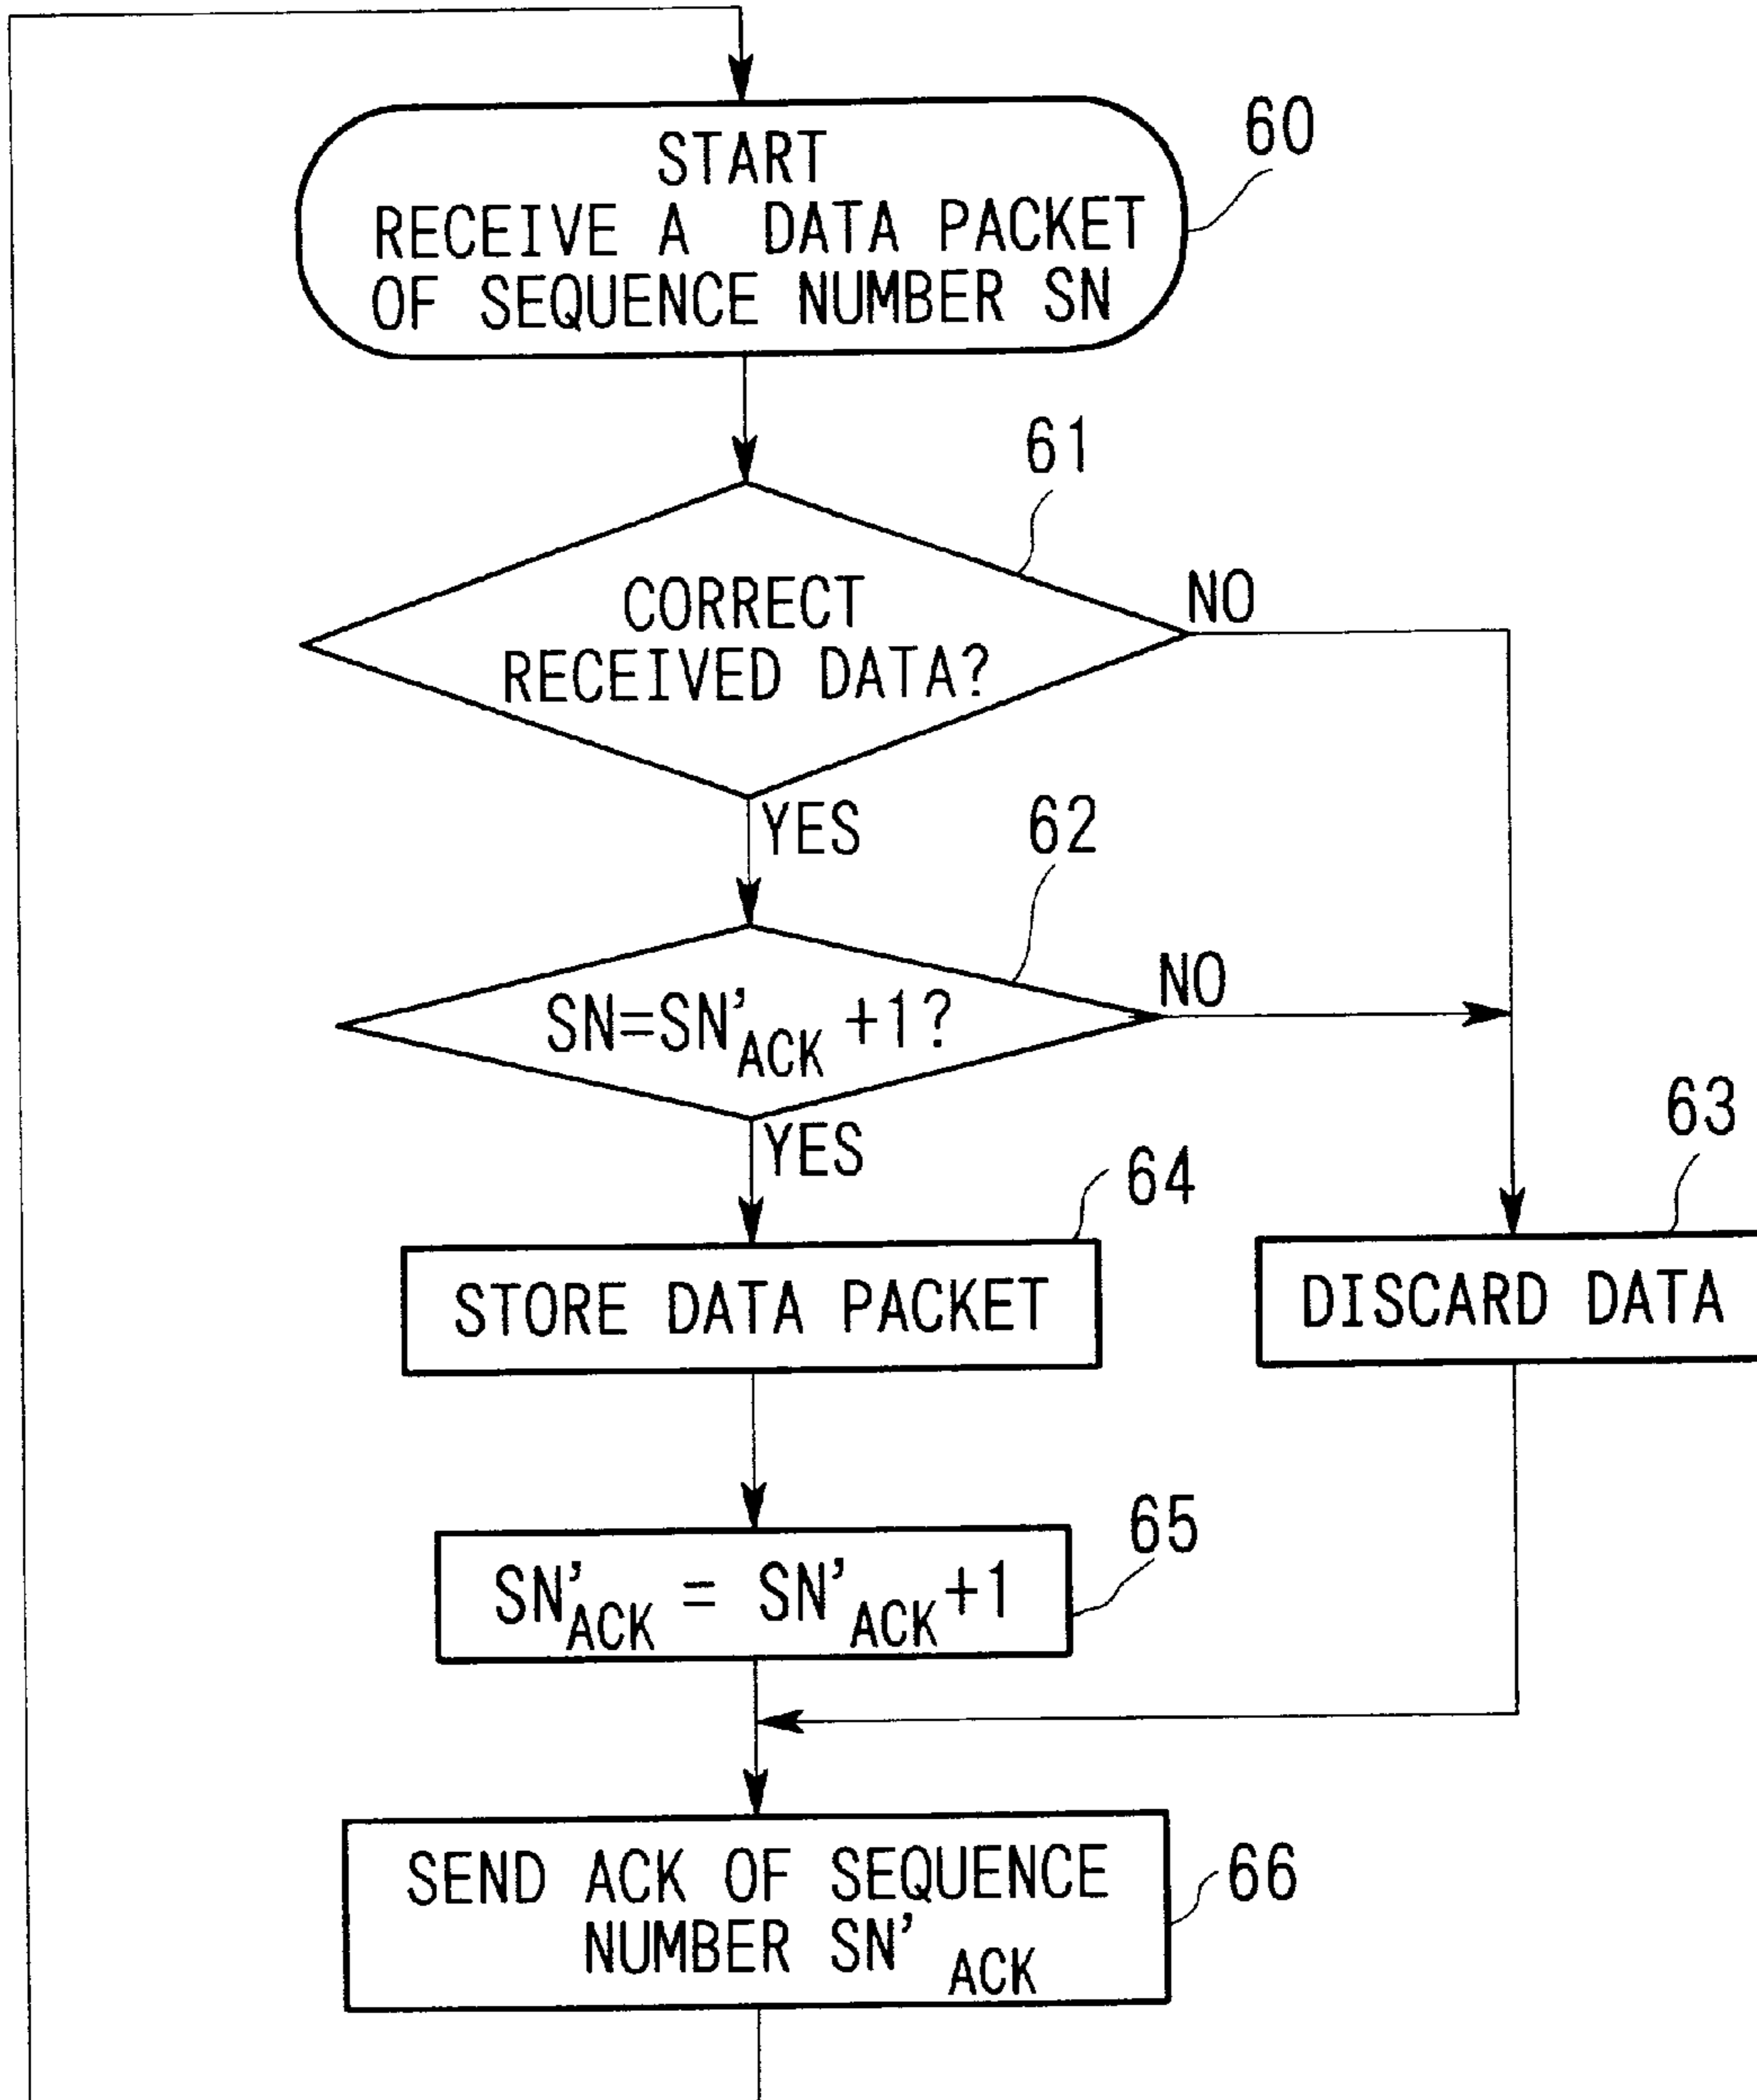 START
RECEIVE A DATA PACKET
OF SEQUENCE NUMBER SN
60
CORRECT
RECEIVED DATA?
61
NO
YES
62
SN=SN'ACK +1?
NO
YES
63
64
STORE DATA PACKET
DISCARD DATA
65
SN'ACK = SN'ACK+1
SEND ACK OF SEQUENCE
NUMBER SN'ACK
66